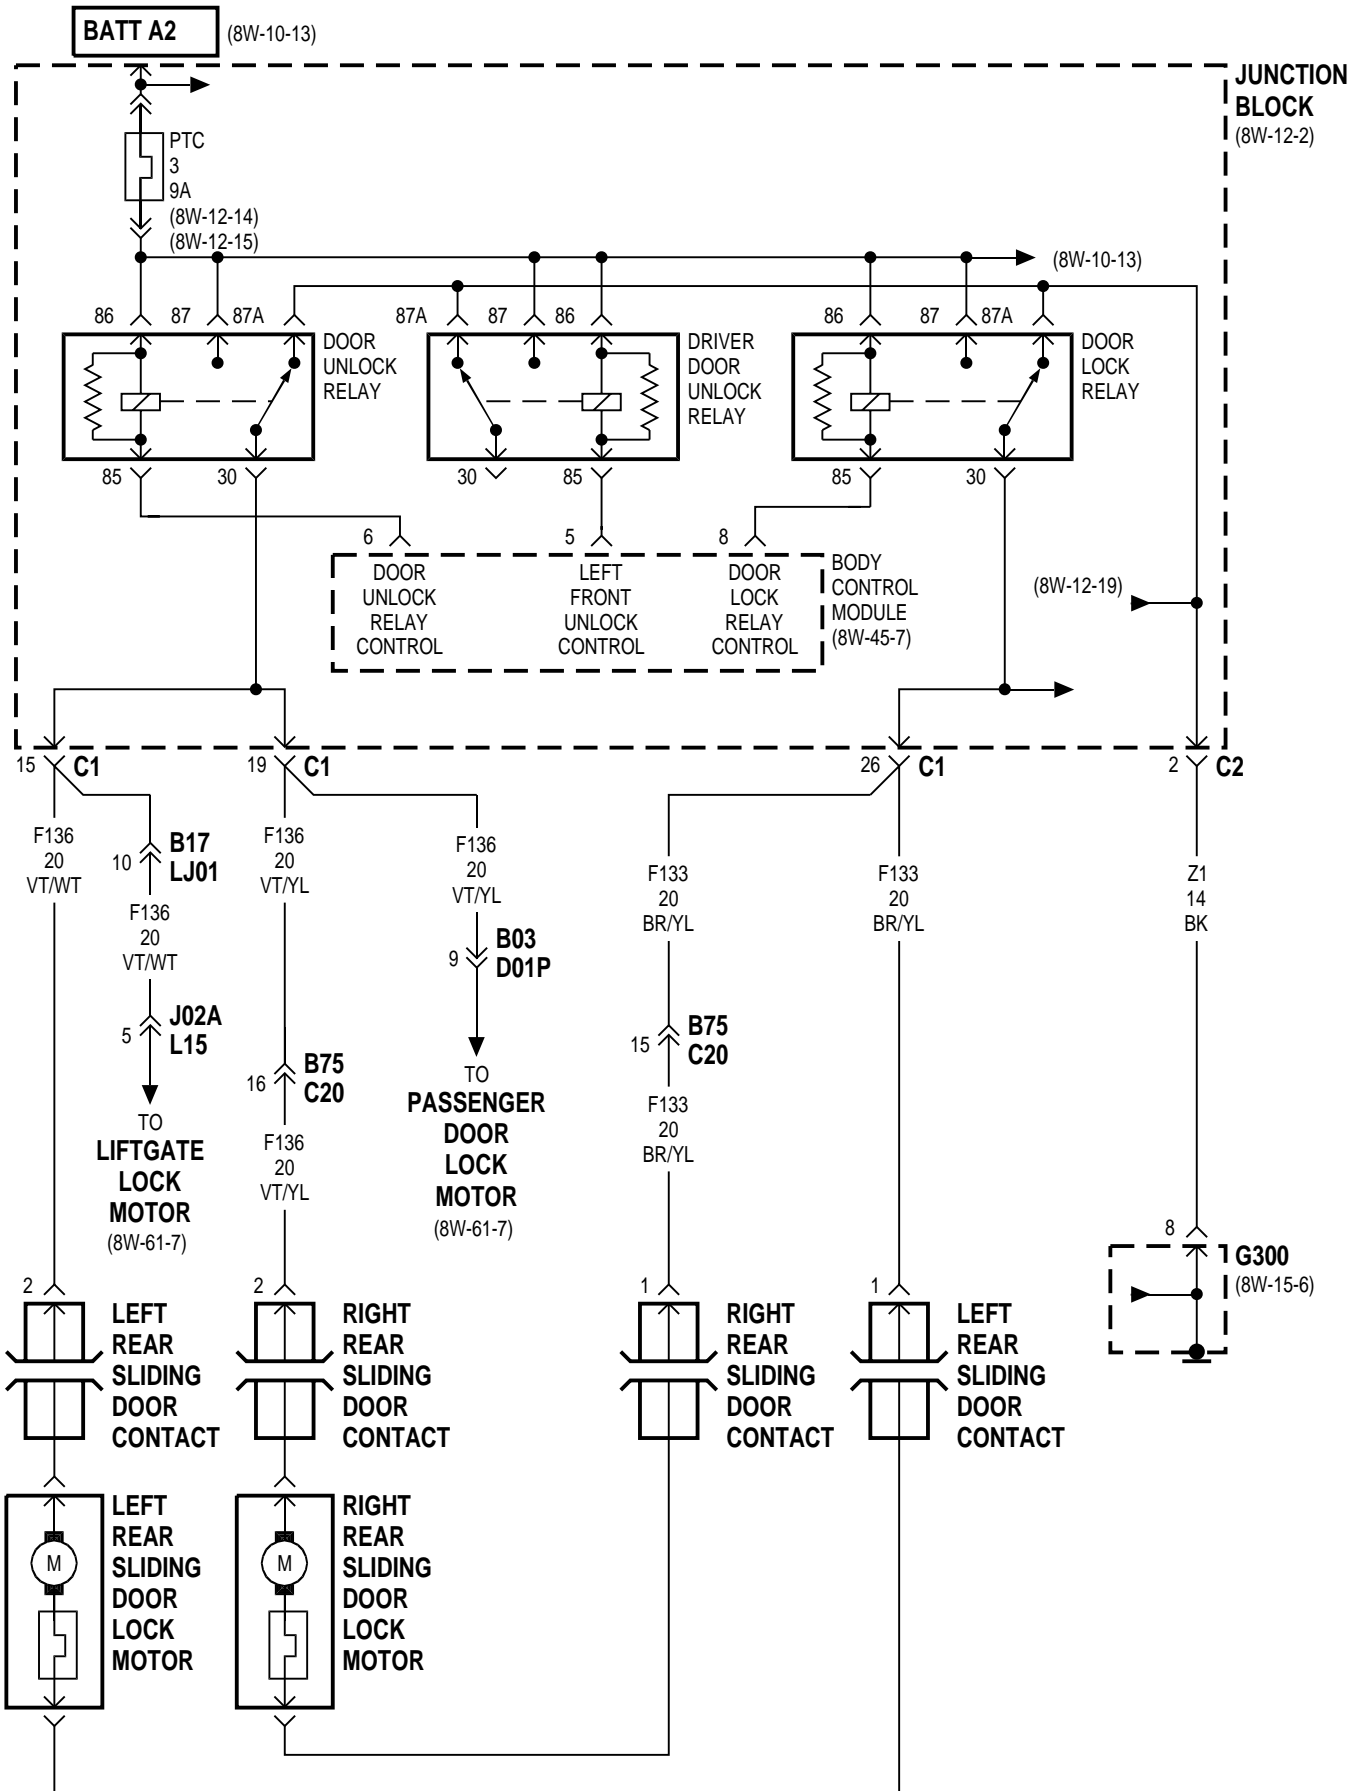 BATT A2
(8W-10-13)
JUNCTION
BLOCK
(8W-12-2)
PTC
3
9A
(8W-12-14)
(8W-12-15)
(8W-10-13)
86
87
87A
87A
87
86
86
87
87A
DOOR
UNLOCK
RELAY
DRIVER
DOOR
UNLOCK
RELAY
DOOR
LOCK
RELAY
85
30
30
85
85
30
6
5
8
DOOR
UNLOCK
RELAY
CONTROL
LEFT
FRONT
UNLOCK
CONTROL
DOOR
LOCK
RELAY
CONTROL
BODY
CONTROL
MODULE
(8W-45-7)
(8W-12-19)
15
C1
19
C1
26
C1
2
C2
F136
20
VT/WT
10
B17
LJ01
F136
20
VT/WT
5
J02A
L15
TO
LIFTGATE
LOCK
MOTOR
(8W-61-7)
F136
20
VT/YL
16
B75
C20
F136
20
VT/YL
F136
20
VT/YL
9
B03
D01P
TO
PASSENGER
DOOR
LOCK
MOTOR
(8W-61-7)
F133
20
BR/YL
15
B75
C20
F133
20
BR/YL
F133
20
BR/YL
Z1
14
BK
8
G300
(8W-15-6)
2
LEFT
REAR
SLIDING
DOOR
CONTACT
2
RIGHT
REAR
SLIDING
DOOR
CONTACT
1
RIGHT
REAR
SLIDING
DOOR
CONTACT
1
LEFT
REAR
SLIDING
DOOR
CONTACT
M
LEFT
REAR
SLIDING
DOOR
LOCK
MOTOR
M
RIGHT
REAR
SLIDING
DOOR
LOCK
MOTOR